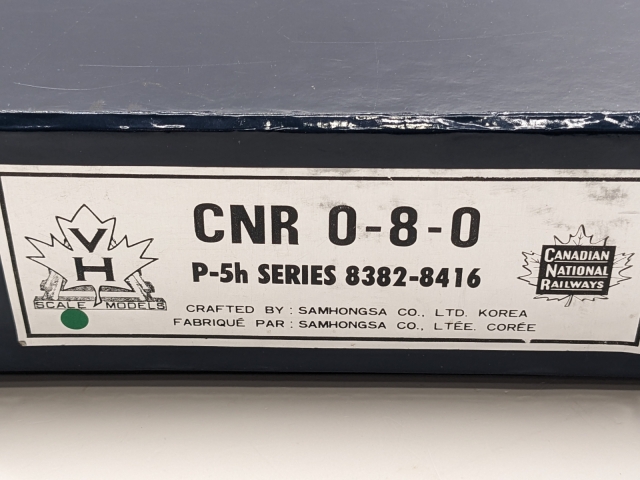 VH
SCALE MODELS
CNR 0-8-0
P-5h SERIES 8382-8416
CRAFTED BY: SAMHONGSA CO., LTD. KOREA
FABRIQUÉ PAR: SAMHONGSA CO., LTÉE. CORÉE
CANADIAN
NATIONAL
RAILWAYS